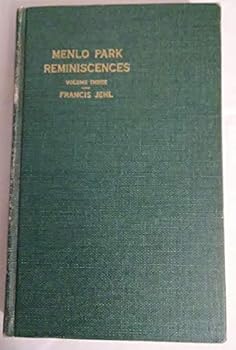 MENLO PARK
REMINISCENCES
VOLUME THREE
FRANCIS JEHL